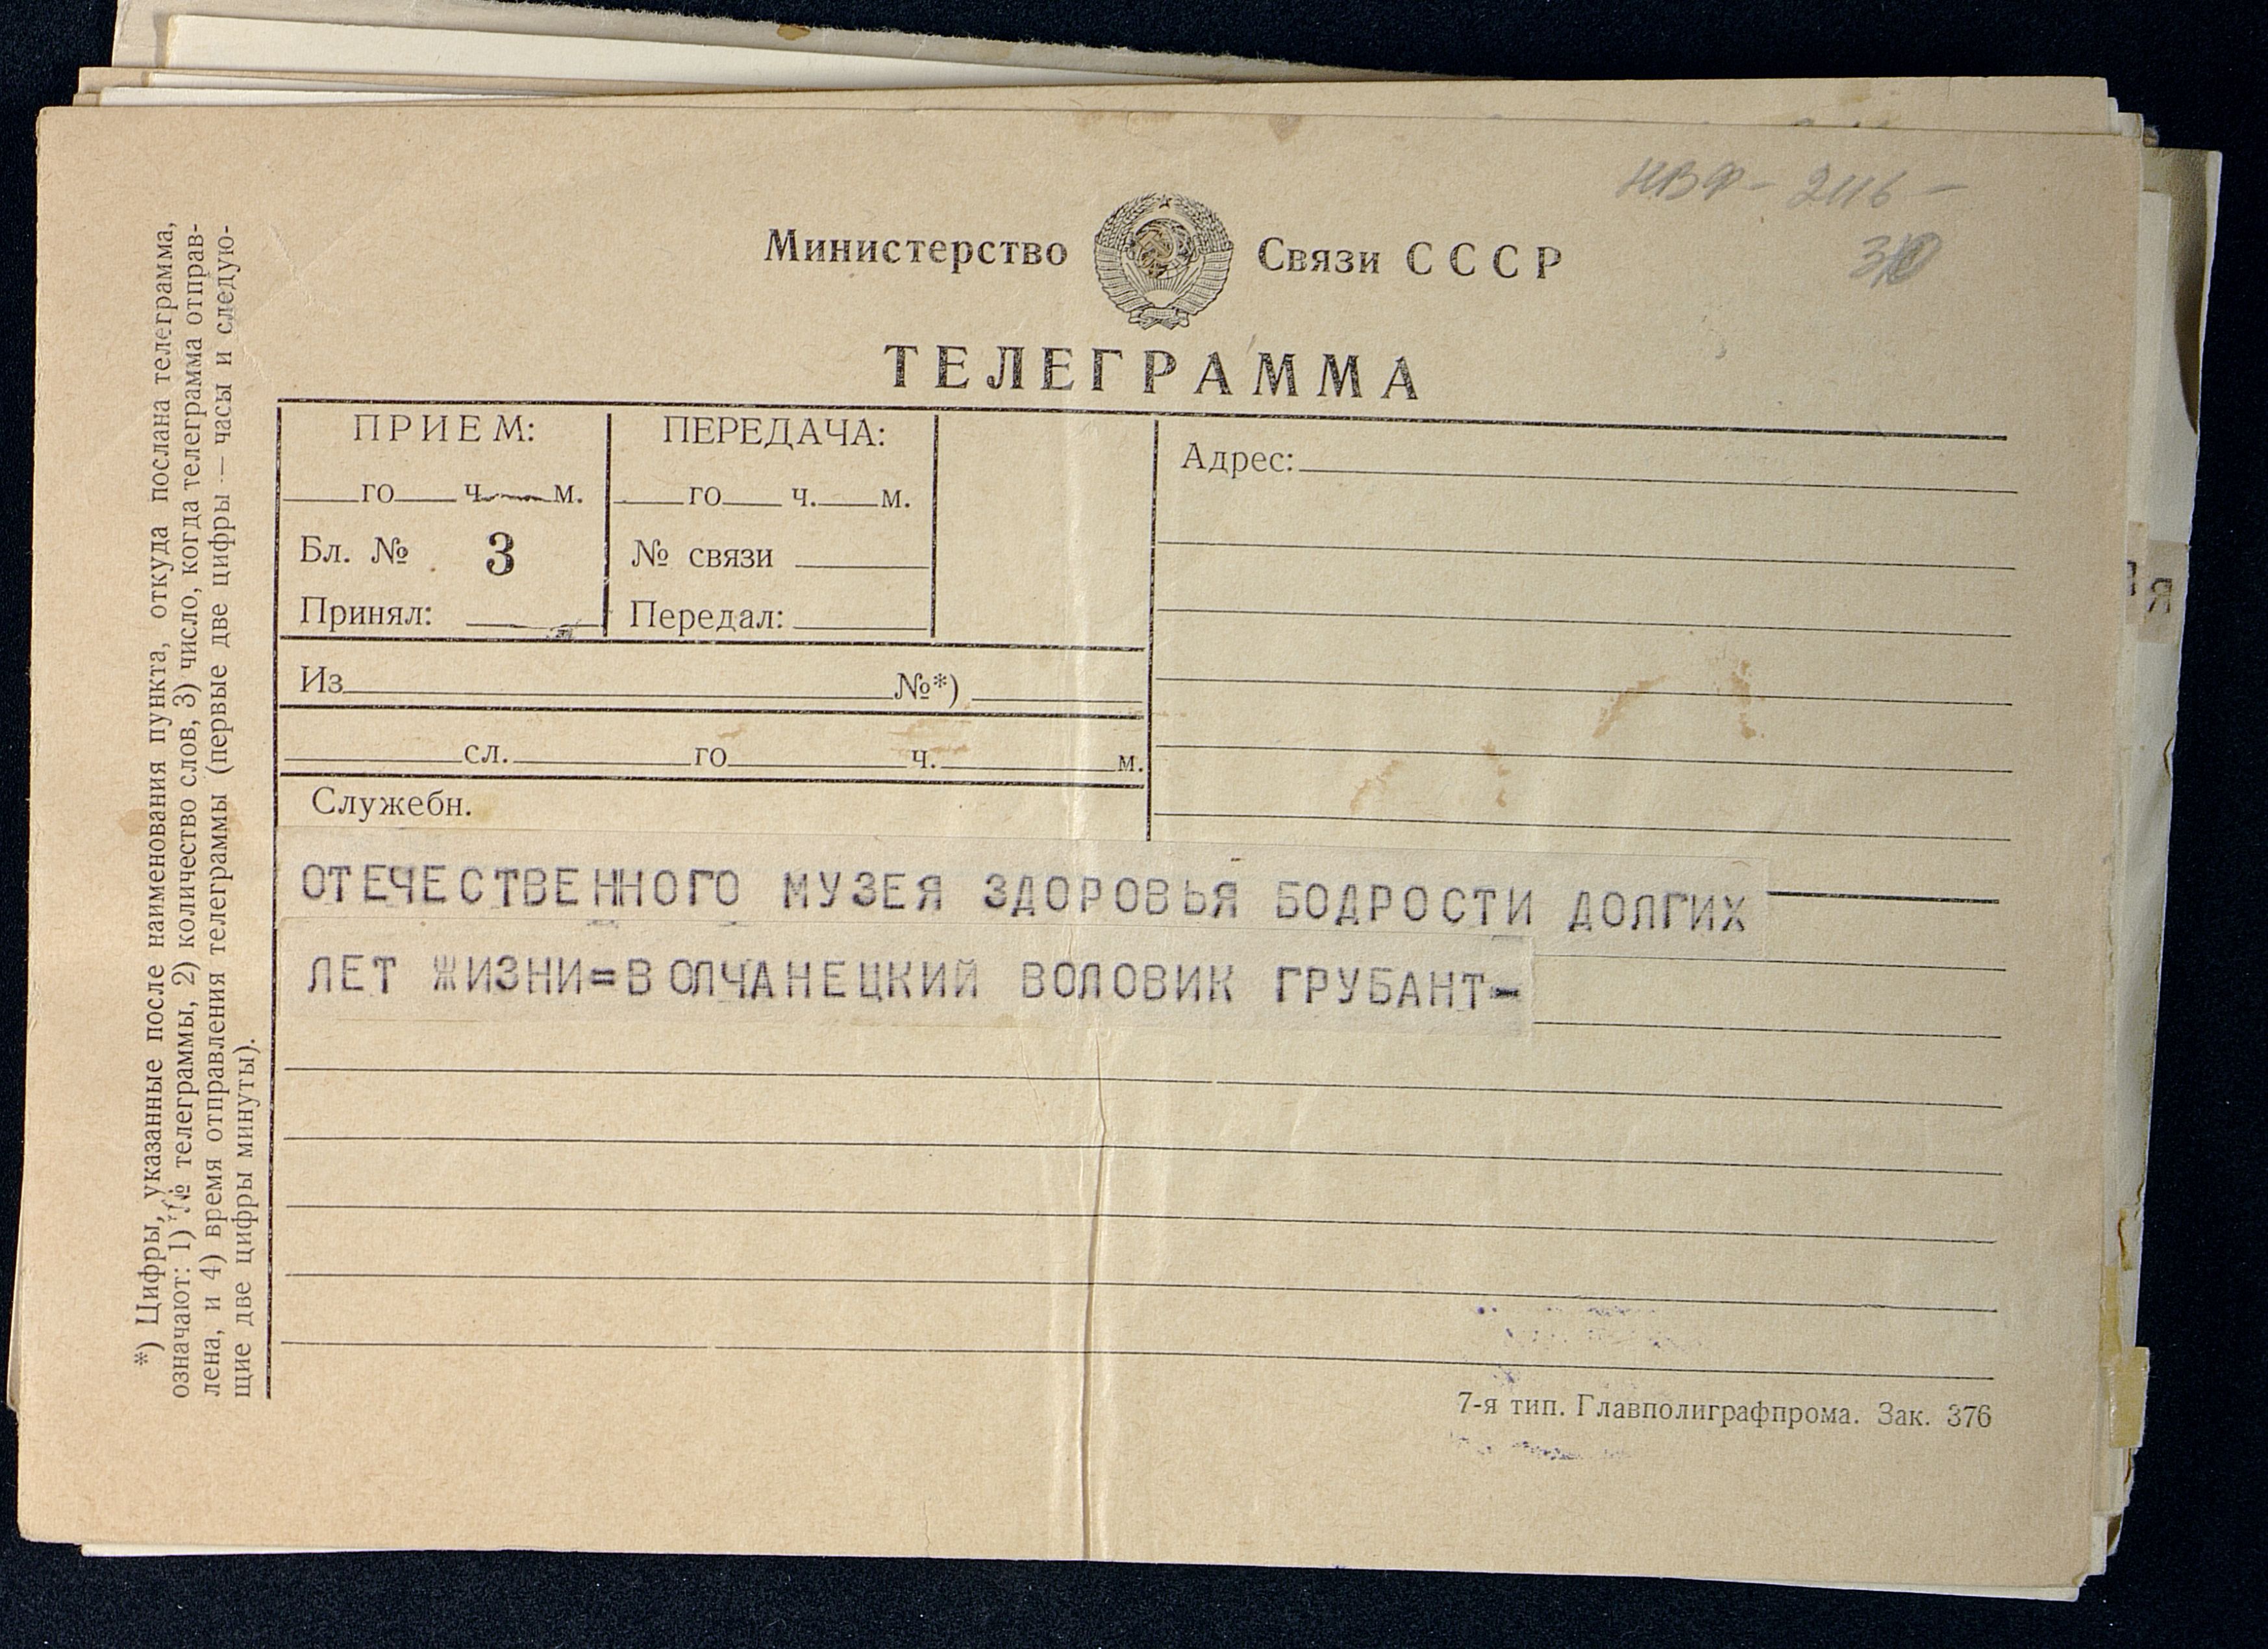 НВФ - 2116 -
Министерство Связи СССР
ТЕЛЕГРАММА
ПРИЕМ:
го ч. м.
Бл. № 3
Принял:
ПЕРЕДАЧА:
го ч. м.
№ связи
Передал:
Адрес:
Из №*)
сл. го ч. м.
Служебн.
ОТЕЧЕСТВЕННОГО МУЗЕЯ ЗДОРОВЬЯ БОДРОСТИ ДОЛГИХ
ЛЕТ ЖИЗНИ=ВОЛЧАНЕЦКИЙ ВОЛОВИК ГРУБАНТ-
7-я тип. Главполиграфпрома. Зак. 376
*) Цифры, указанные после наименования пункта, откуда послана телеграмма,
означают: 1) № телеграммы, 2) количество слов, 3) число, когда телеграмма отправ-
лена, и 4) время отправления телеграммы (первые две цифры — часы и следую-
щие две цифры минуты).